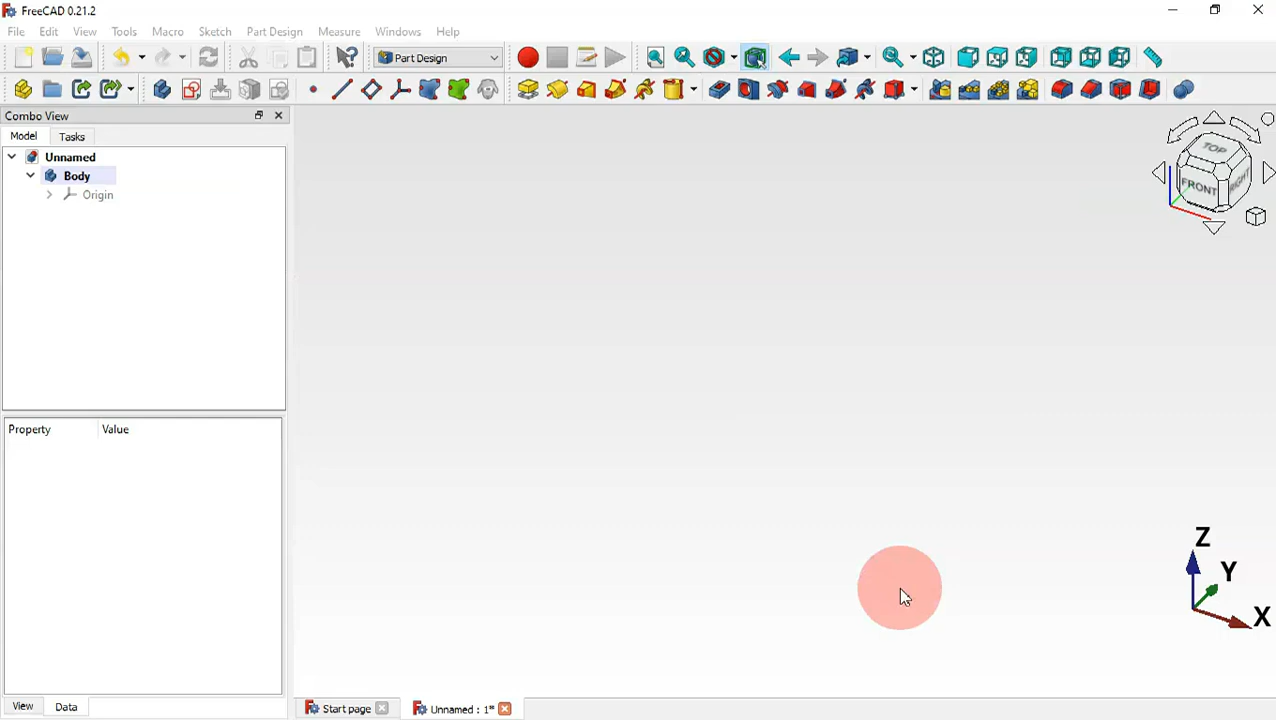 FreeCAD 0.21.2
File Edit View Tools Macro Sketch Part Design Measure Windows Help
Part Design
Combo View
Model Tasks
Unnamed
Body
Origin
Property Value
TOP
FRONT RIGHT
Z
Y
X
View Data
Start page Unnamed : 1*